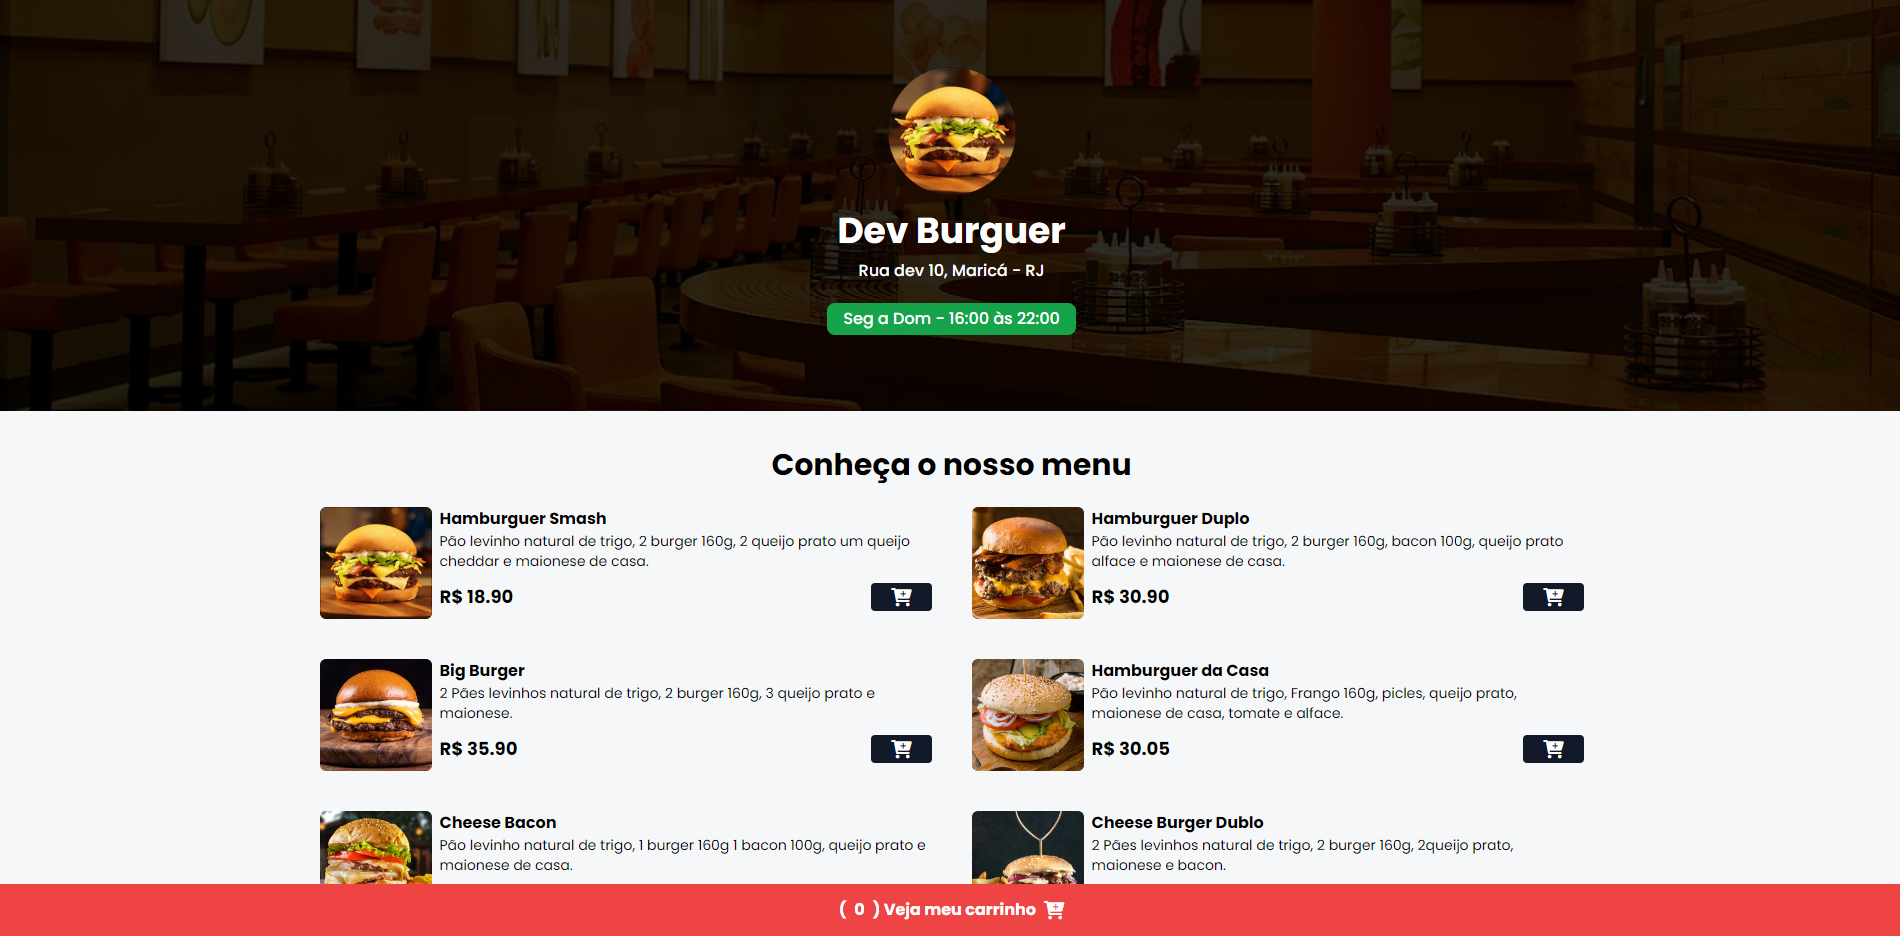 Dev Burguer
Rua dev 10, Maricá - RJ
Seg a Dom - 16:00 às 22:00
Conheça o nosso menu
Hamburguer Smash
Pão levinho natural de trigo, 2 burger 160g, 2 queijo prato um queijo
cheddar e maionese de casa.
R$ 18.90
Hamburguer Duplo
Pão levinho natural de trigo, 2 burger 160g, bacon 100g, queijo prato
alface e maionese de casa.
R$ 30.90
Big Burger
2 Pães levinhos natural de trigo, 2 burger 160g, 3 queijo prato e
maionese.
R$ 35.90
Hamburguer da Casa
Pão levinho natural de trigo, Frango 160g, picles, queijo prato,
maionese de casa, tomate e alface.
R$ 30.05
Cheese Bacon
Pão levinho natural de trigo, 1 burger 160g 1 bacon 100g, queijo prato e
maionese de casa.
Cheese Burger Dublo
2 Pães levinhos natural de trigo, 2 burger 160g, 2queijo prato,
maionese e bacon.
( 0 ) Veja meu carrinho